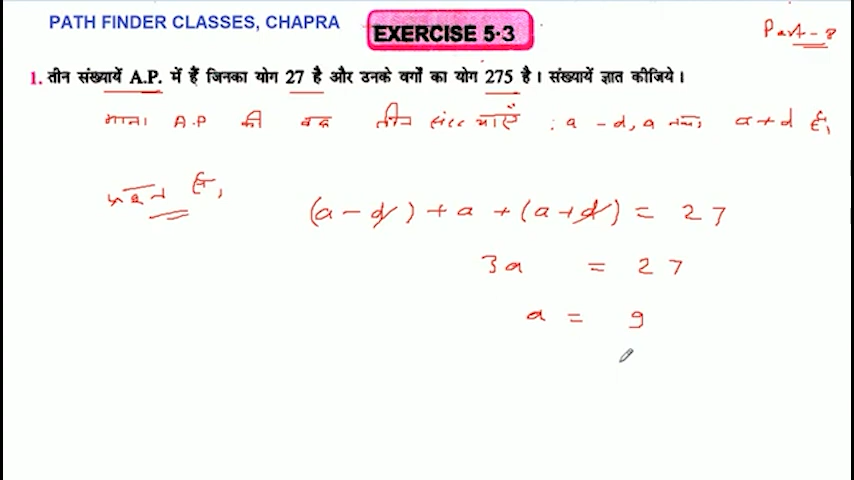 PATH FINDER CLASSES, CHAPRA
EXERCISE 5·3
Part - 8
1. तीन संख्यायें A.P. में हैं जिनका योग 27 है और उनके वर्गों का योग 275 है। संख्यायें ज्ञात कीजिये।
माना A.P की वह तीन संख्याएँ : a - d, a तथा a + d हैं,
प्रश्न से,
(a - d) + a + (a + d) = 27
3a = 27
a = 9